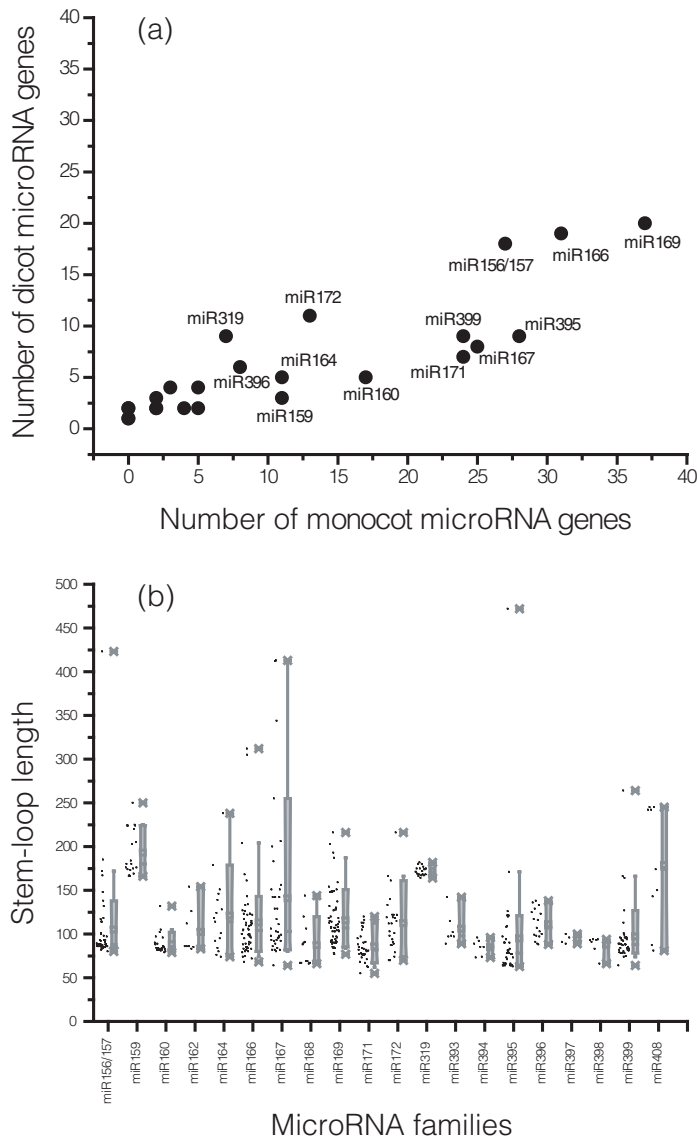 (a)
40
35
30
25
20
15
10
5
0
Number of dicot microRNA genes
miR169
miR166
miR156/157
miR172
miR319
miR399
miR395
miR164
miR167
miR171
miR396
miR160
miR159
0 5 10 15 20 25 30 35 40
Number of monocot microRNA genes
(b)
500
450
400
350
300
250
200
150
100
50
0
Stem-loop length
miR156/157
miR159
miR160
miR162
miR164
miR166
miR167
miR168
miR169
miR171
miR172
miR319
miR393
miR394
miR395
miR396
miR397
miR398
miR399
miR408
MicroRNA families